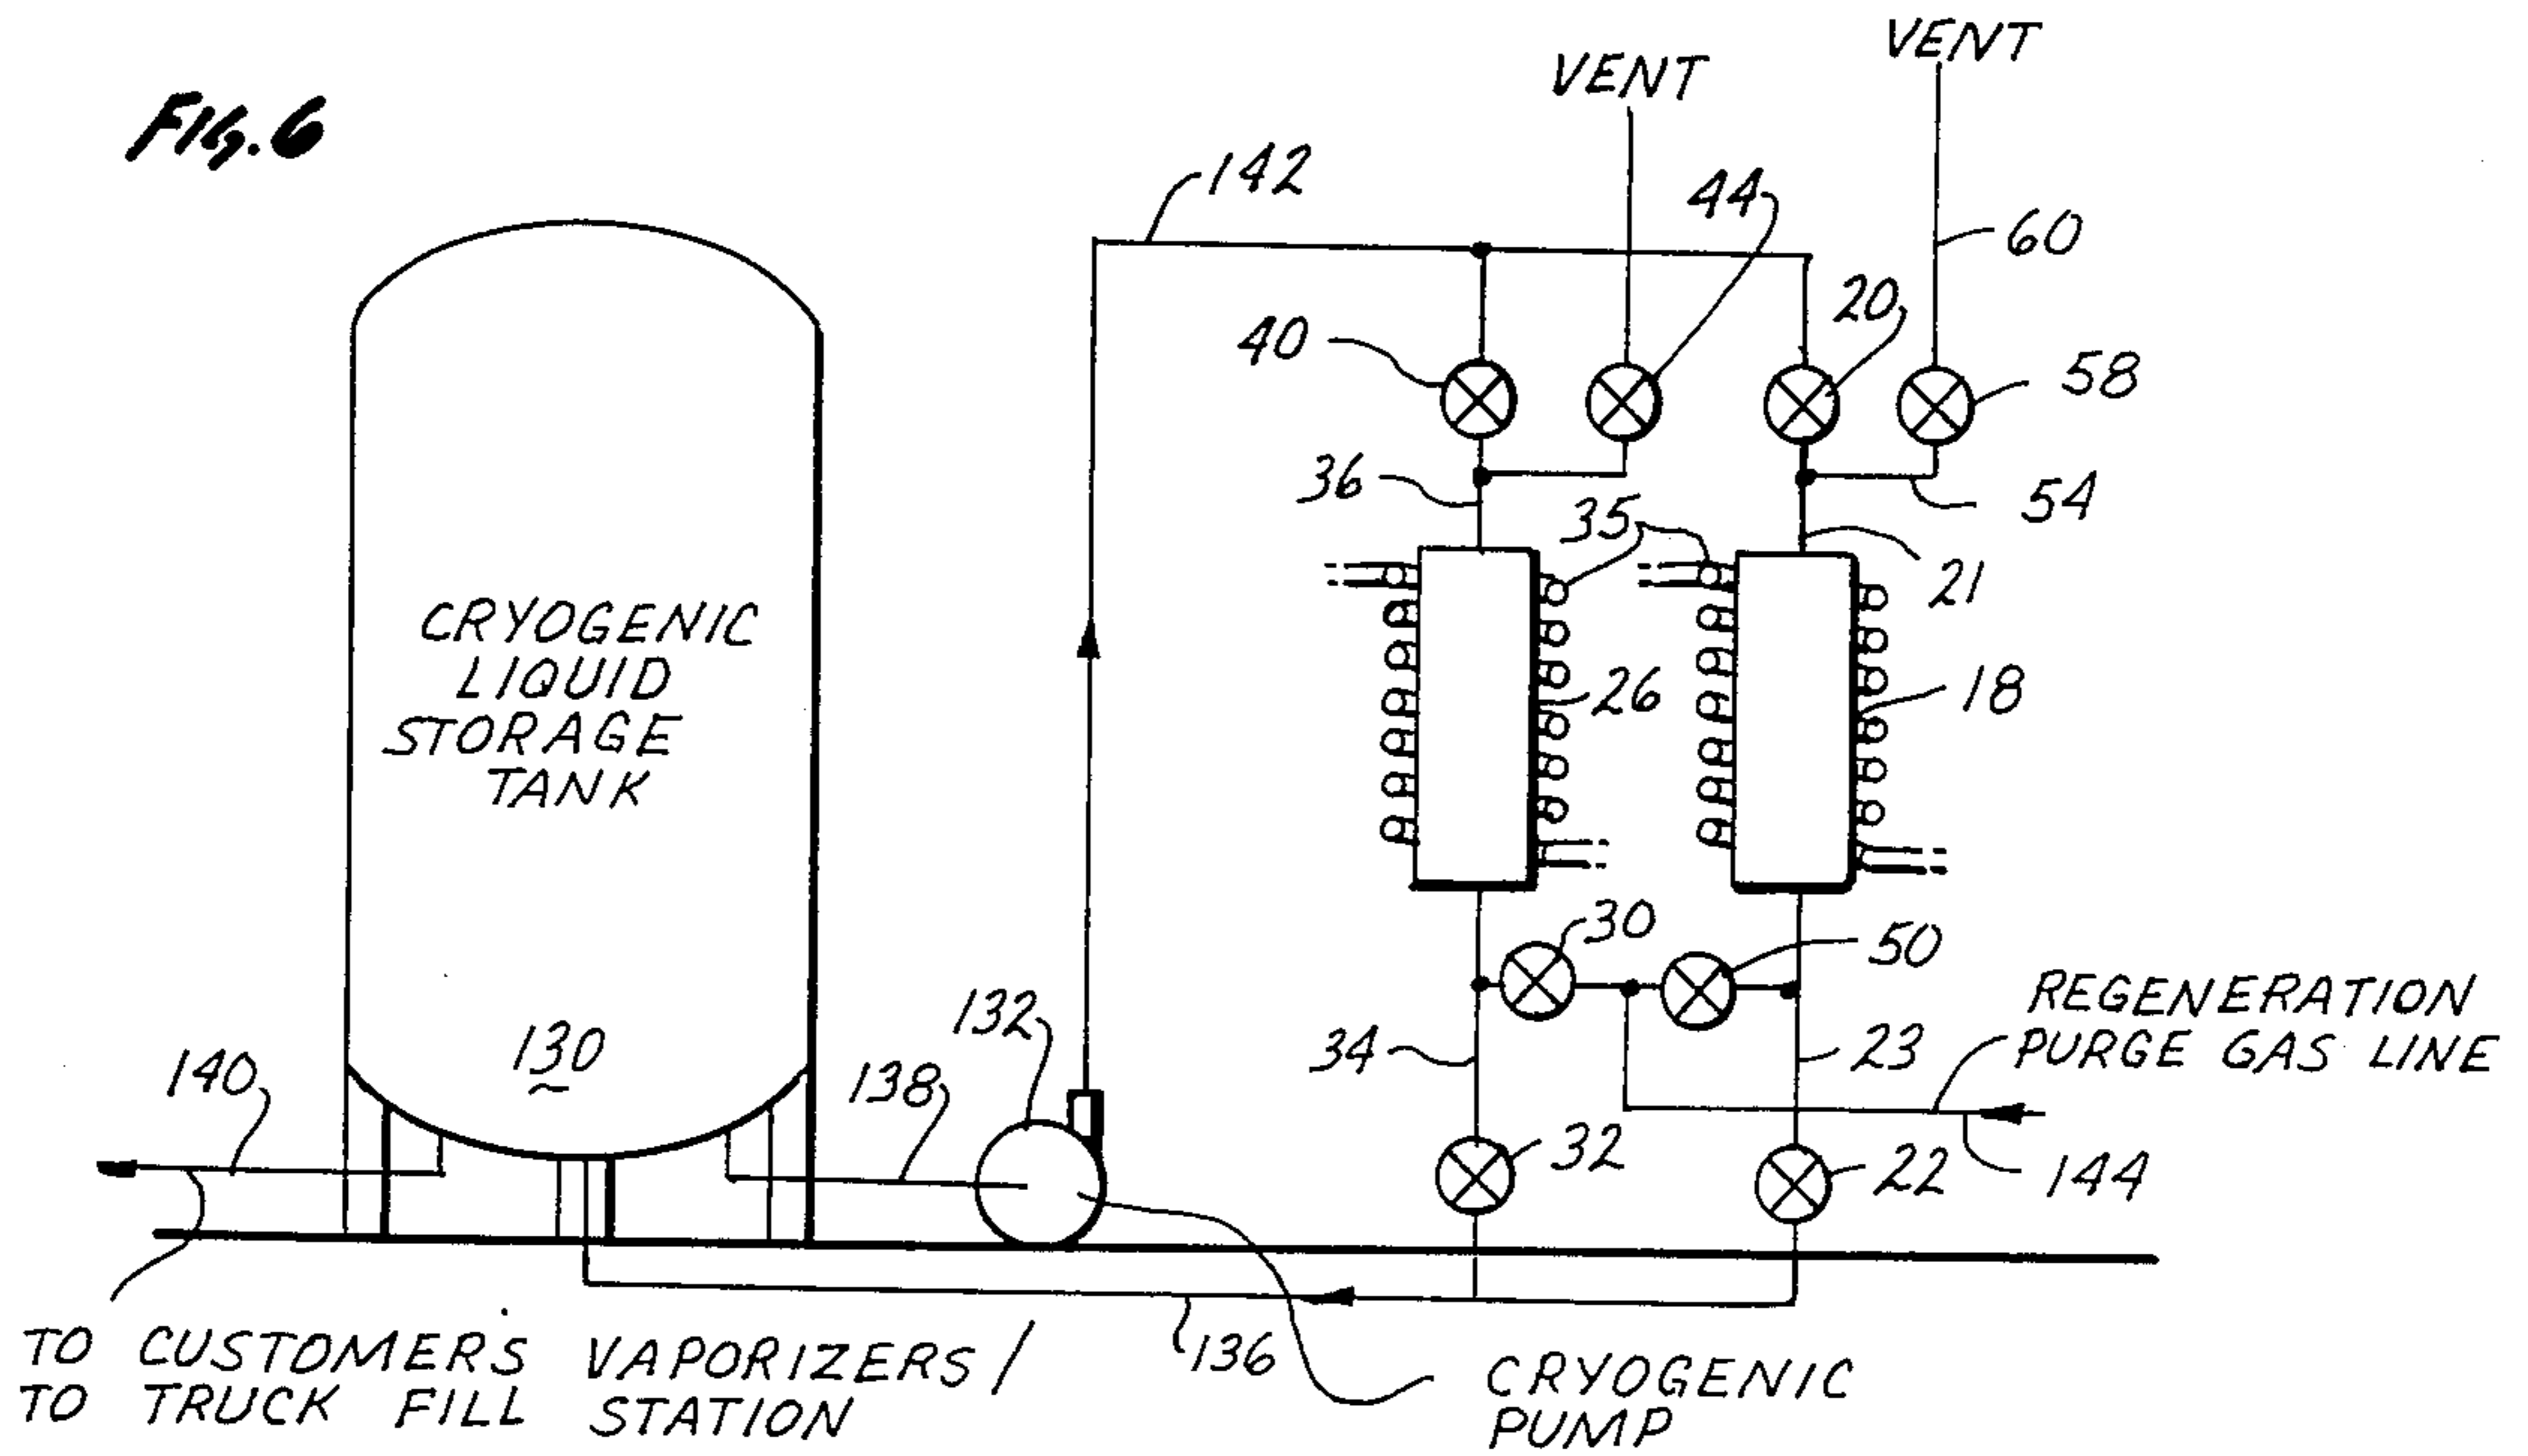 FIG. 6
VENT
VENT
142
44
60
20
40
58
36
35
54
21
CRYOGENIC
LIQUID
STORAGE
TANK
26
18
30
50
REGENERATION
PURGE GAS LINE
132
130
140
138
34
23
32
22
144
136
TO CUSTOMERS VAPORIZERS /
TO TRUCK FILL STATION
CRYOGENIC
PUMP